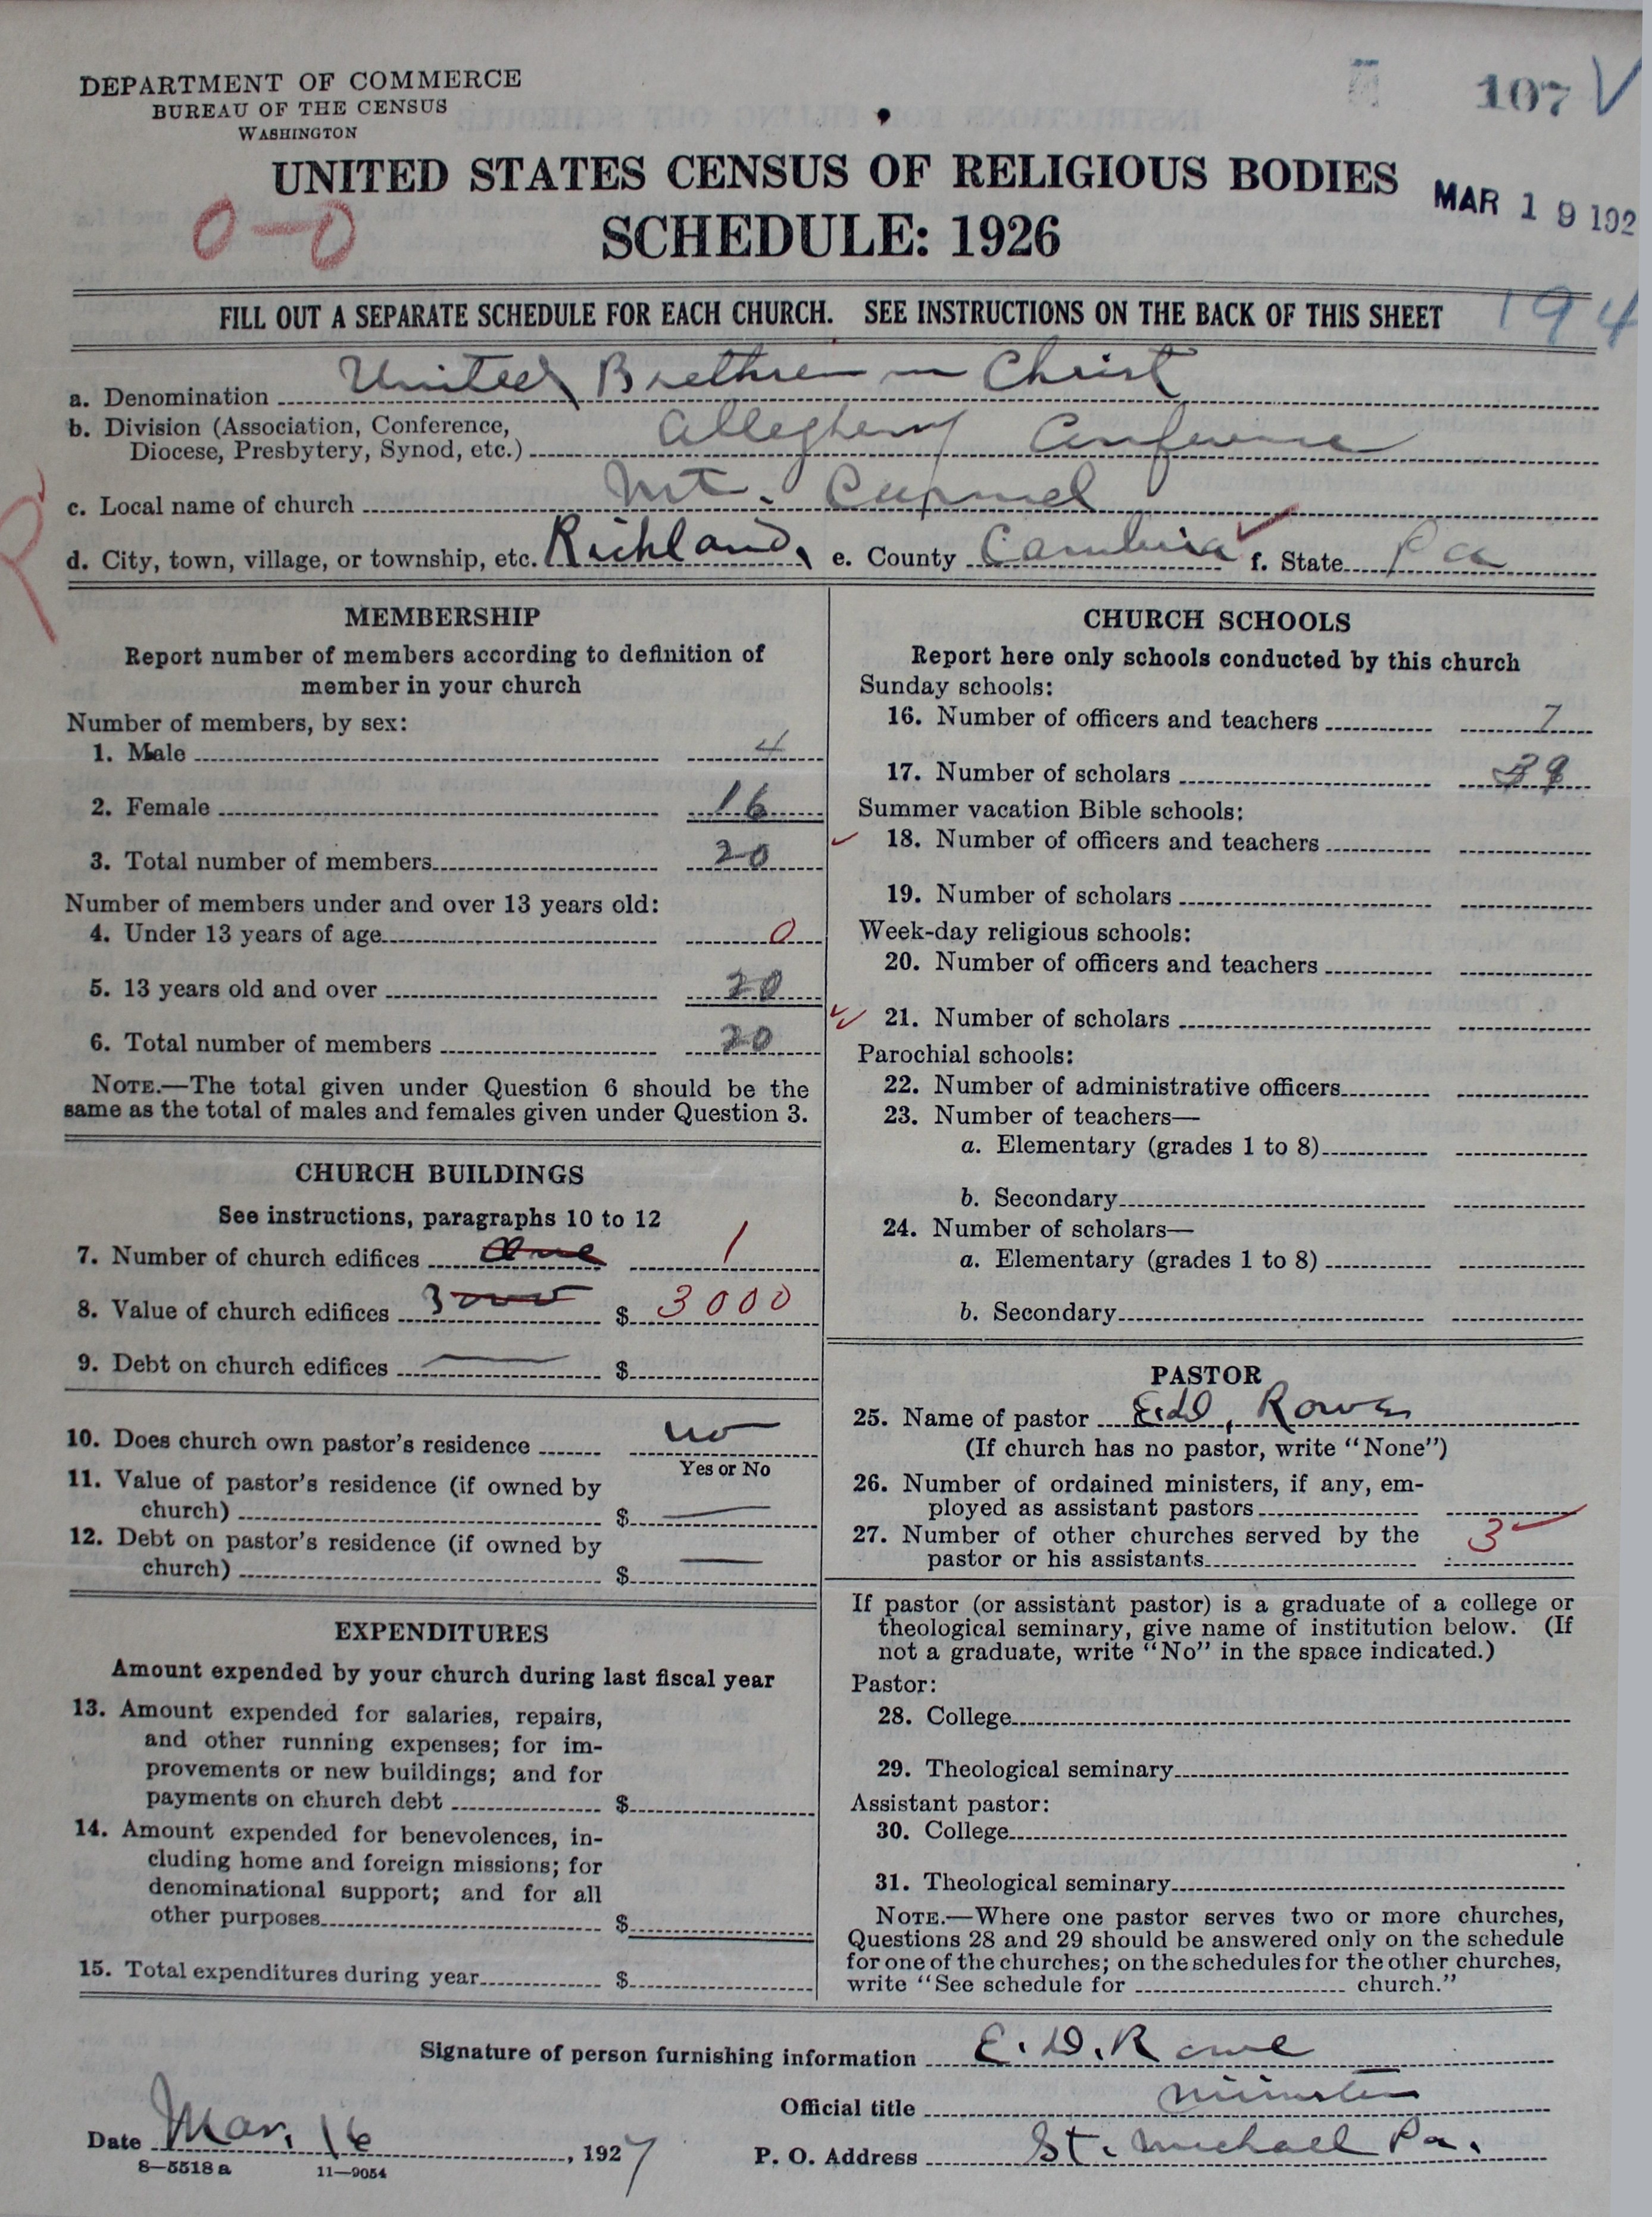 DEPARTMENT OF COMMERCE
BUREAU OF THE CENSUS
WASHINGTON
107 V
UNITED STATES CENSUS OF RELIGIOUS BODIES
SCHEDULE: 1926
MAR 19 192
0-0
FILL OUT A SEPARATE SCHEDULE FOR EACH CHURCH. SEE INSTRUCTIONS ON THE BACK OF THIS SHEET
194
a. Denomination United Brethren in Christ
b. Division (Association, Conference,
Diocese, Presbytery, Synod, etc.) Allegheny Conference
c. Local name of church Mt. Carmel
d. City, town, village, or township, etc. Richland, e. County Cambria f. State Pa
R
MEMBERSHIP
Report number of members according to definition of
member in your church
Number of members, by sex:
1. Male 4
2. Female 16
3. Total number of members 20
Number of members under and over 13 years old:
4. Under 13 years of age 0
5. 13 years old and over 20
6. Total number of members 20
NOTE.—The total given under Question 6 should be the
same as the total of males and females given under Question 3.
CHURCH BUILDINGS
See instructions, paragraphs 10 to 12
7. Number of church edifices One 1
8. Value of church edifices 3000 $ 3000
9. Debt on church edifices — $
10. Does church own pastor's residence no
Yes or No
11. Value of pastor's residence (if owned by
church) $ —
12. Debt on pastor's residence (if owned by
church) $ —
EXPENDITURES
Amount expended by your church during last fiscal year
13. Amount expended for salaries, repairs,
and other running expenses; for im-
provements or new buildings; and for
payments on church debt $
14. Amount expended for benevolences, in-
cluding home and foreign missions; for
denominational support; and for all
other purposes $
15. Total expenditures during year $
CHURCH SCHOOLS
Report here only schools conducted by this church
Sunday schools:
16. Number of officers and teachers 7
17. Number of scholars 39
Summer vacation Bible schools:
18. Number of officers and teachers
19. Number of scholars
Week-day religious schools:
20. Number of officers and teachers
21. Number of scholars
Parochial schools:
22. Number of administrative officers
23. Number of teachers—
a. Elementary (grades 1 to 8)
b. Secondary
24. Number of scholars—
a. Elementary (grades 1 to 8)
b. Secondary
PASTOR
25. Name of pastor E.D. Rowe
(If church has no pastor, write "None")
26. Number of ordained ministers, if any, em-
ployed as assistant pastors
27. Number of other churches served by the
pastor or his assistants 3
If pastor (or assistant pastor) is a graduate of a college or
theological seminary, give name of institution below. (If
not a graduate, write "No" in the space indicated.)
Pastor:
28. College
29. Theological seminary
Assistant pastor:
30. College
31. Theological seminary
NOTE.—Where one pastor serves two or more churches,
Questions 28 and 29 should be answered only on the schedule
for one of the churches; on the schedules for the other churches,
write "See schedule for church."
Signature of person furnishing information E. D. Rowe
Official title minister
Date Mar. 16, 1927 P. O. Address St. Michael Pa.
8—5518 a 11—9054